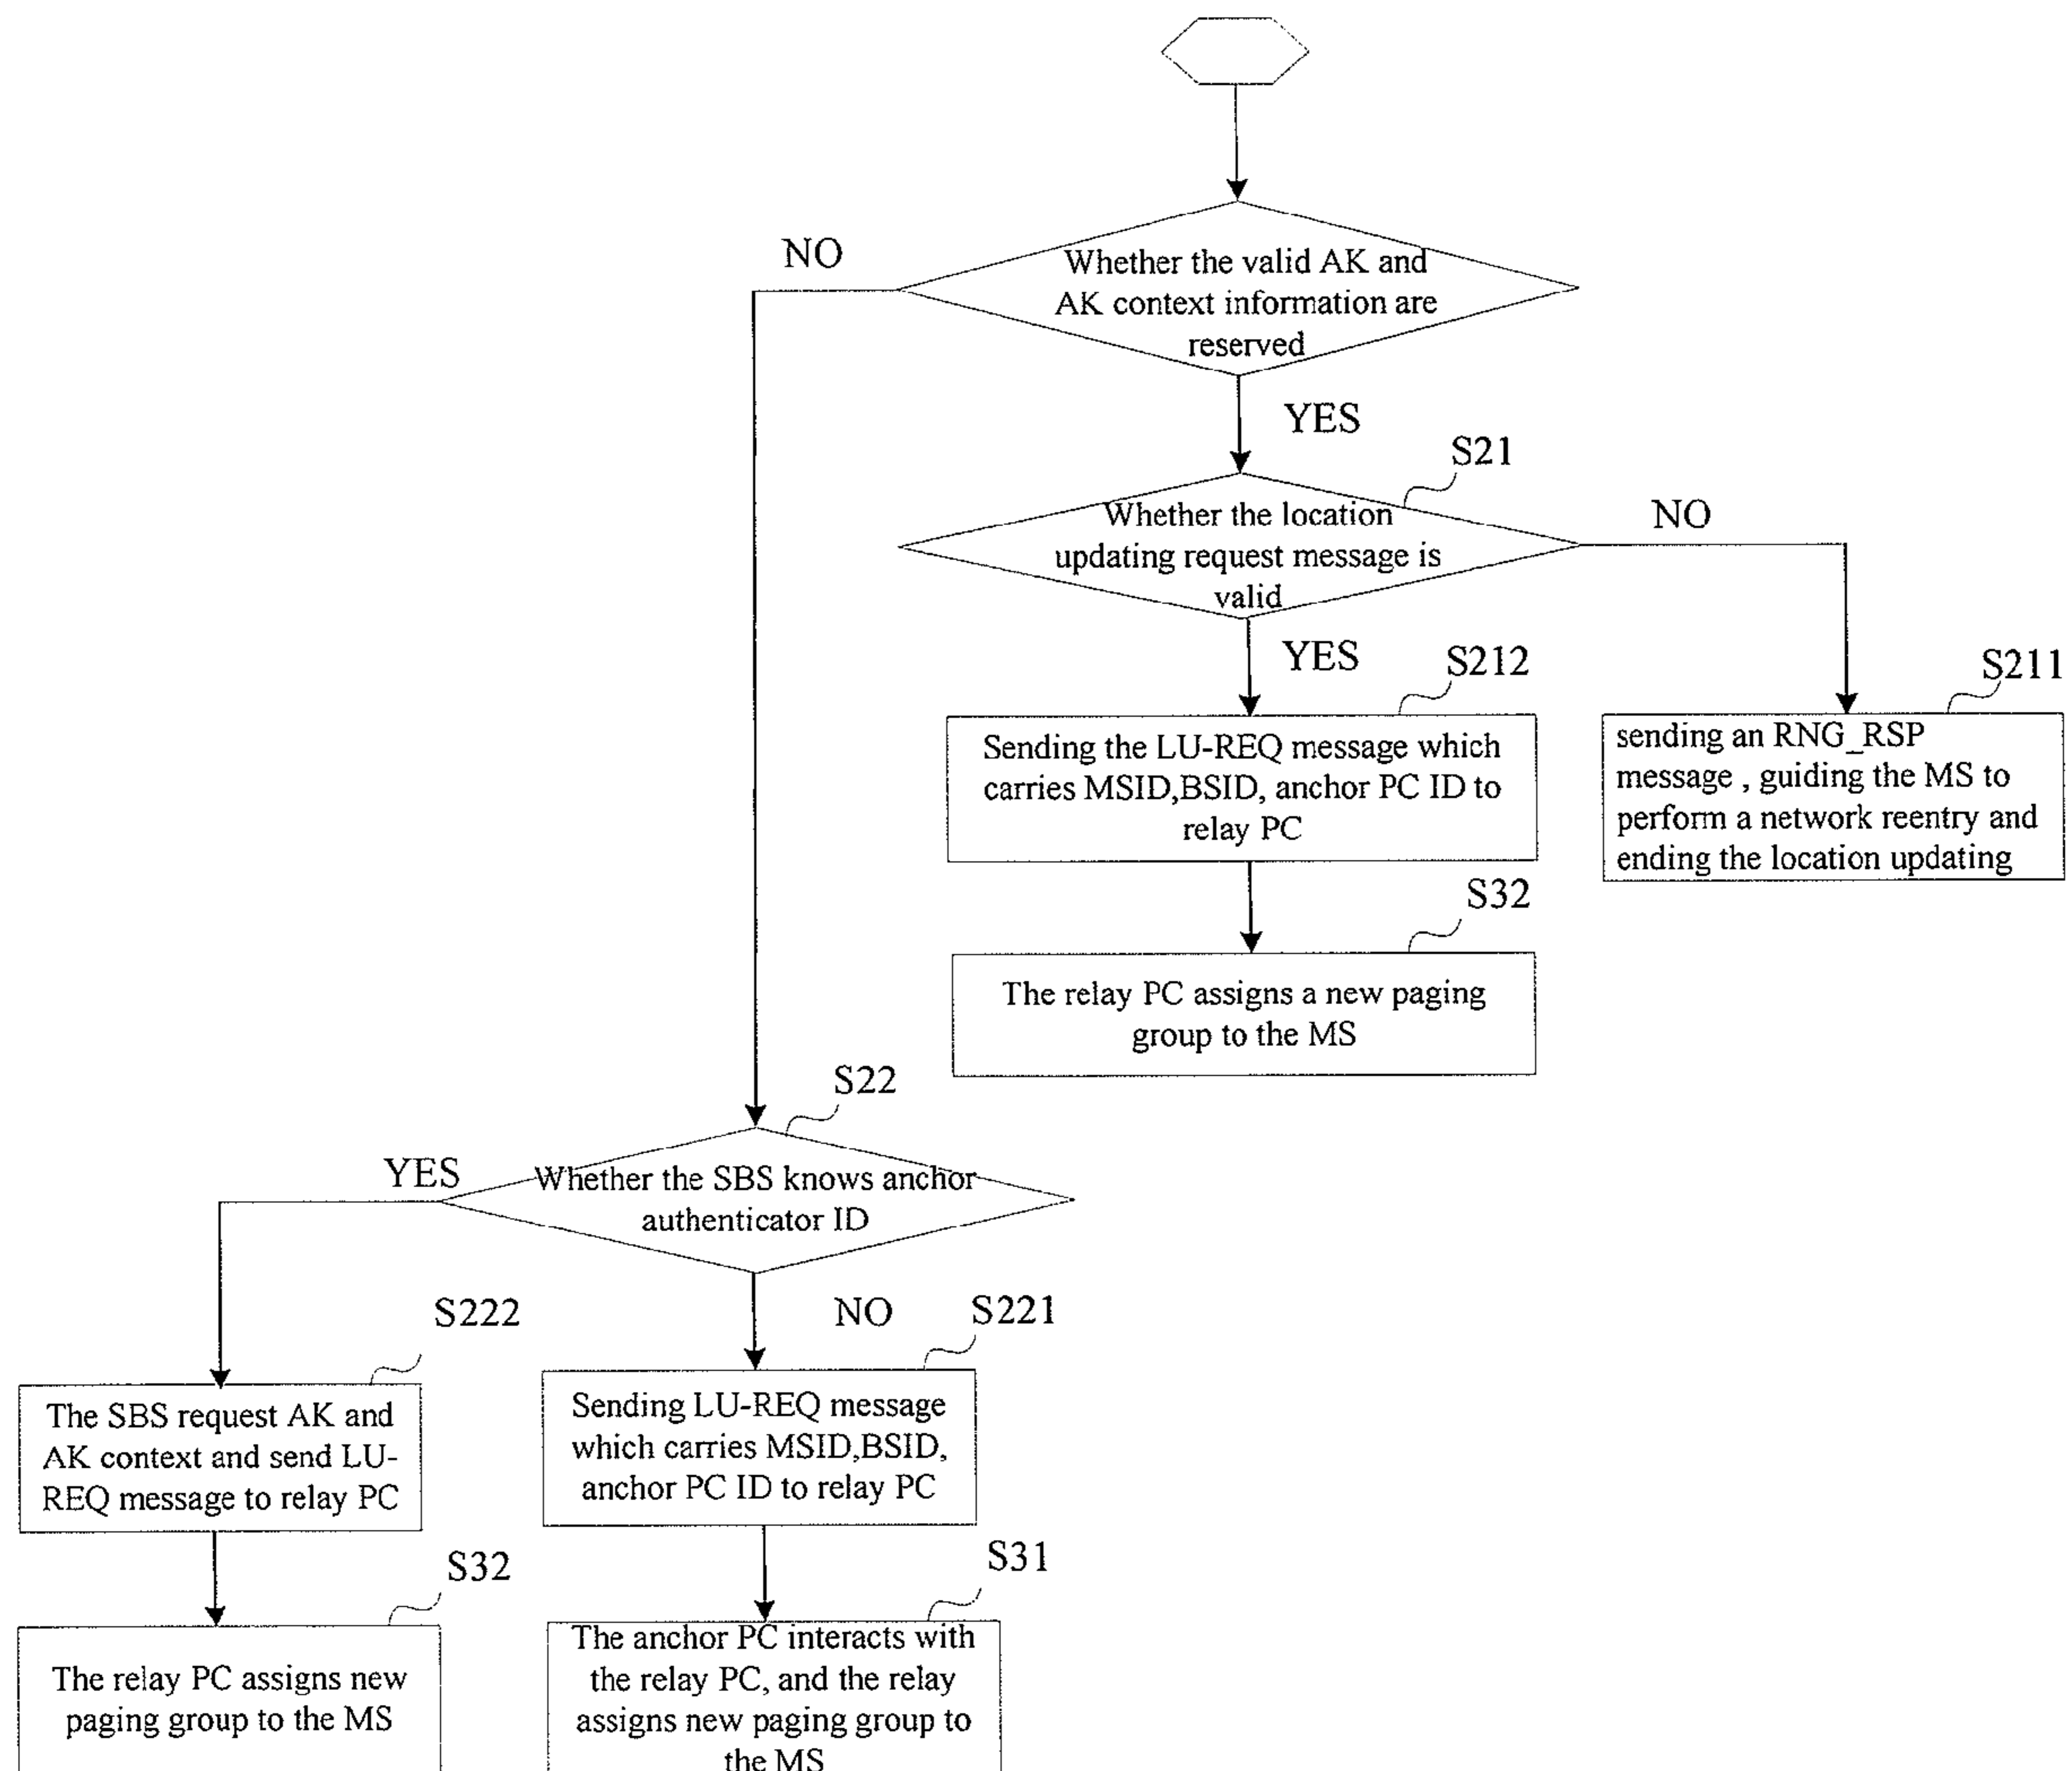 NO
Whether the valid AK and
AK context information are
reserved
YES
S21
Whether the location
updating request message is
valid
NO
YES
S212
S211
Sending the LU-REQ message which
carries MSID,BSID, anchor PC ID to
relay PC
sending an RNG_RSP
message , guiding the MS to
perform a network reentry and
ending the location updating
S32
The relay PC assigns a new paging
group to the MS
S22
YES
Whether the SBS knows anchor
authenticator ID
S222
NO
S221
The SBS request AK and
AK context and send LU-
REQ message to relay PC
Sending LU-REQ message
which carries MSID,BSID,
anchor PC ID to relay PC
S32
S31
The relay PC assigns new
paging group to the MS
The anchor PC interacts with
the relay PC, and the relay
assigns new paging group to
the MS